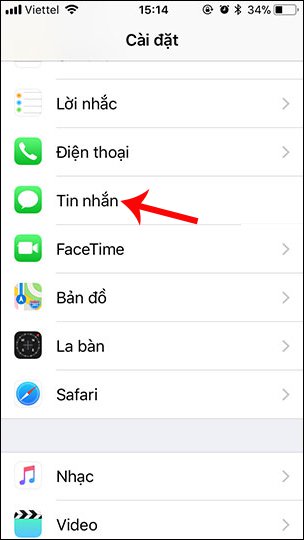 Viettel 15:14 34%
Cài đặt
Lời nhắc
Điện thoại
Tin nhắn
FaceTime
Bản đồ
La bàn
Safari
Nhạc
Video